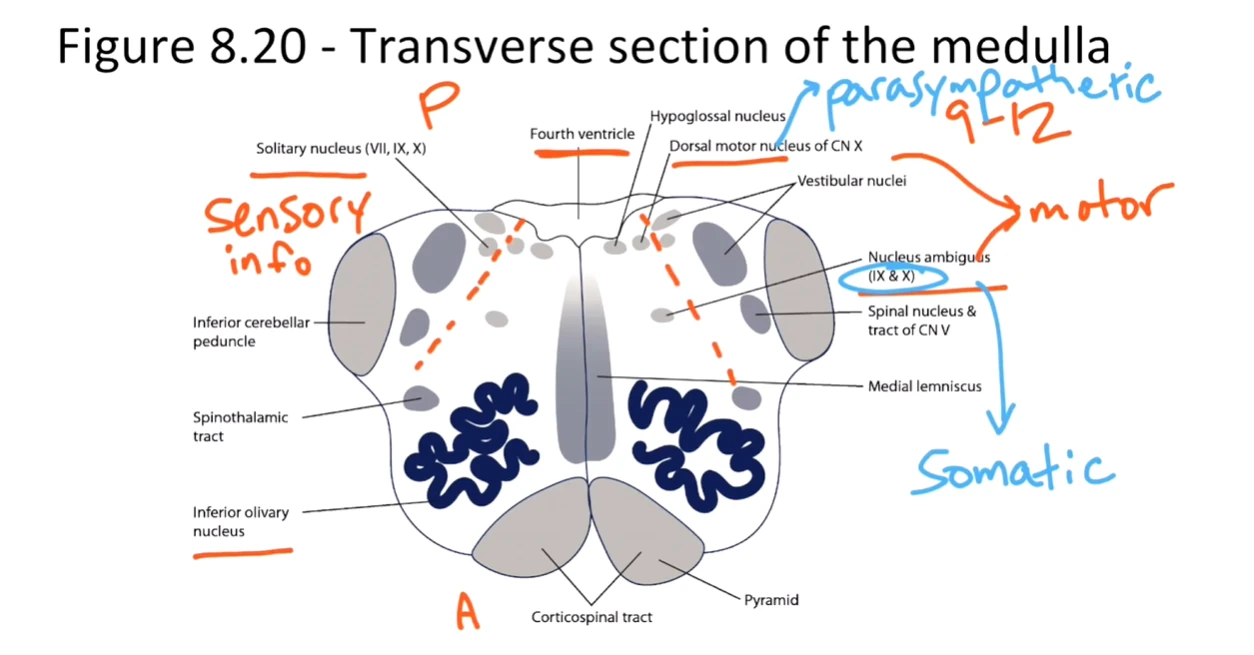 Figure 8.20 - Transverse section of the medulla
parasympathetic
P
9-12
Hypoglossal nucleus
Fourth ventricle
Solitary nucleus (VII, IX, X)
Dorsal motor nucleus of CN X
Vestibular nuclei
sensory
info
motor
Nucleus ambiguus
(IX & X)
Inferior cerebellar
peduncle
Spinal nucleus &
tract of CN V
Medial lemniscus
Spinothalamic
tract
Somatic
Inferior olivary
nucleus
Pyramid
A
Corticospinal tract